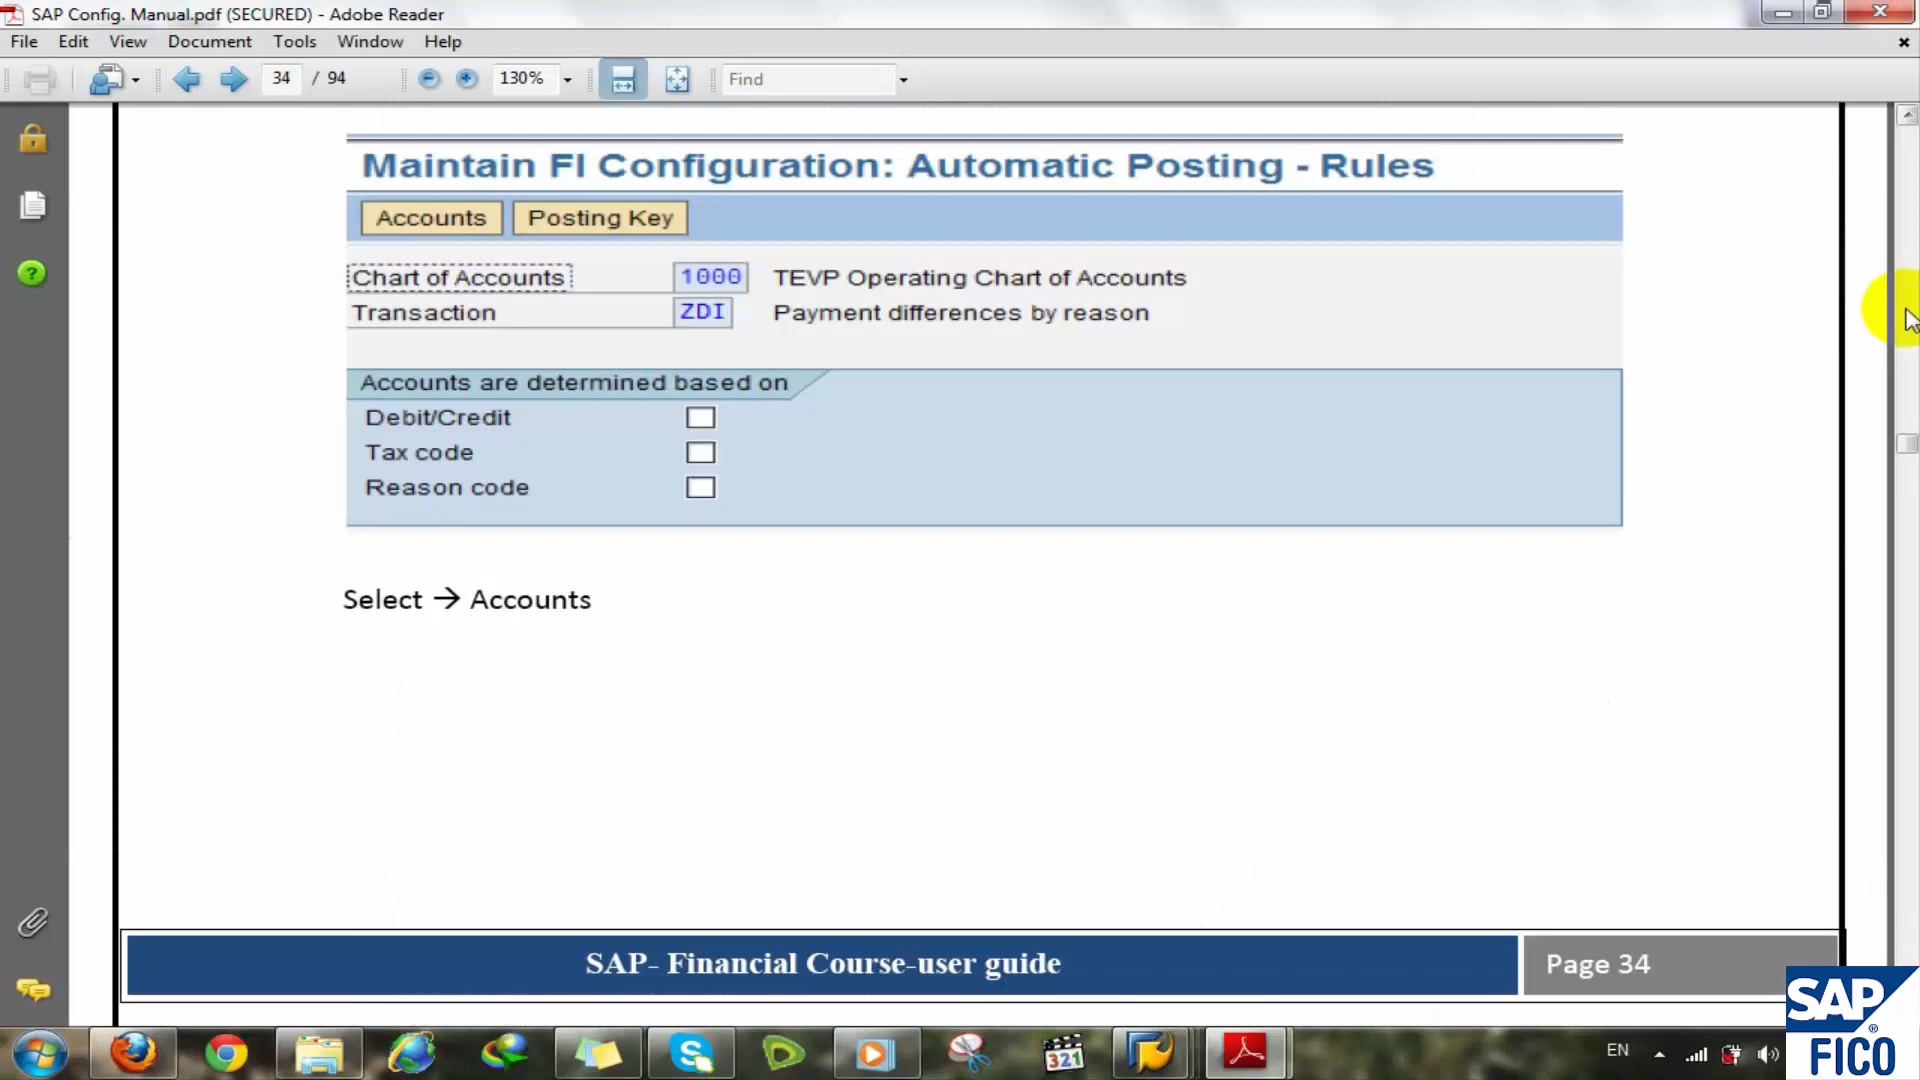 SAP Config. Manual.pdf (SECURED) - Adobe Reader
File Edit View Document Tools Window Help
34 / 94 130% Find
Maintain FI Configuration: Automatic Posting - Rules
Accounts Posting Key
Chart of Accounts 1000 TEVP Operating Chart of Accounts
Transaction ZDI Payment differences by reason
Accounts are determined based on
Debit/Credit
Tax code
Reason code
Select → Accounts
SAP- Financial Course-user guide Page 34
321 EN
SAP ®
FICO